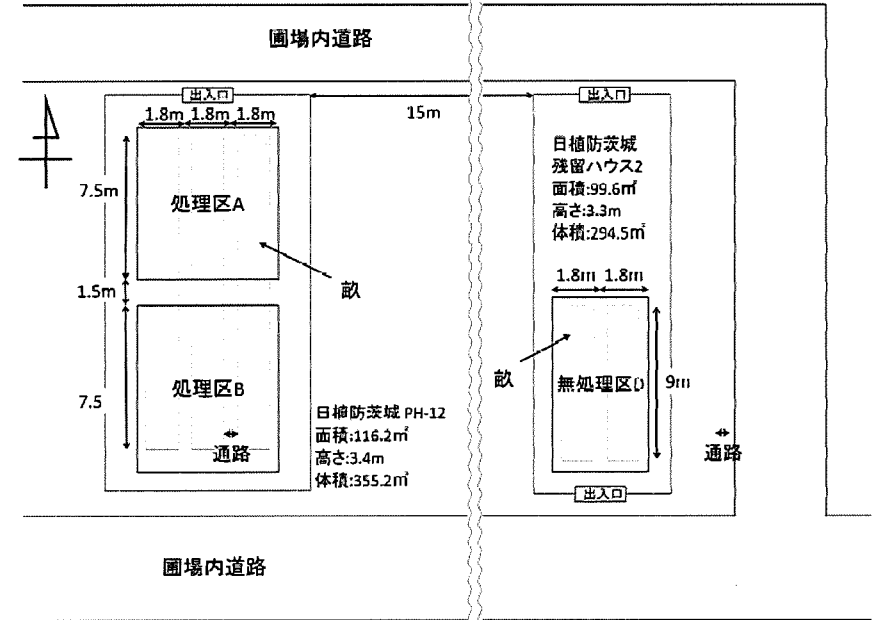 圃場内道路
出入口
1.8m 1.8m 1.8m
7.5m
処理区A
畝
1.5m
7.5
処理区B
通路
日植防茨城 PH-12
面積:116.2㎡
高さ:3.4m
体積:355.2㎥
15m
出入口
日植防茨城
残留ハウス2
面積:99.6㎡
高さ:3.3m
体積:294.5㎥
1.8m 1.8m
畝
無処理区D
9m
通路
出入口
圃場内道路